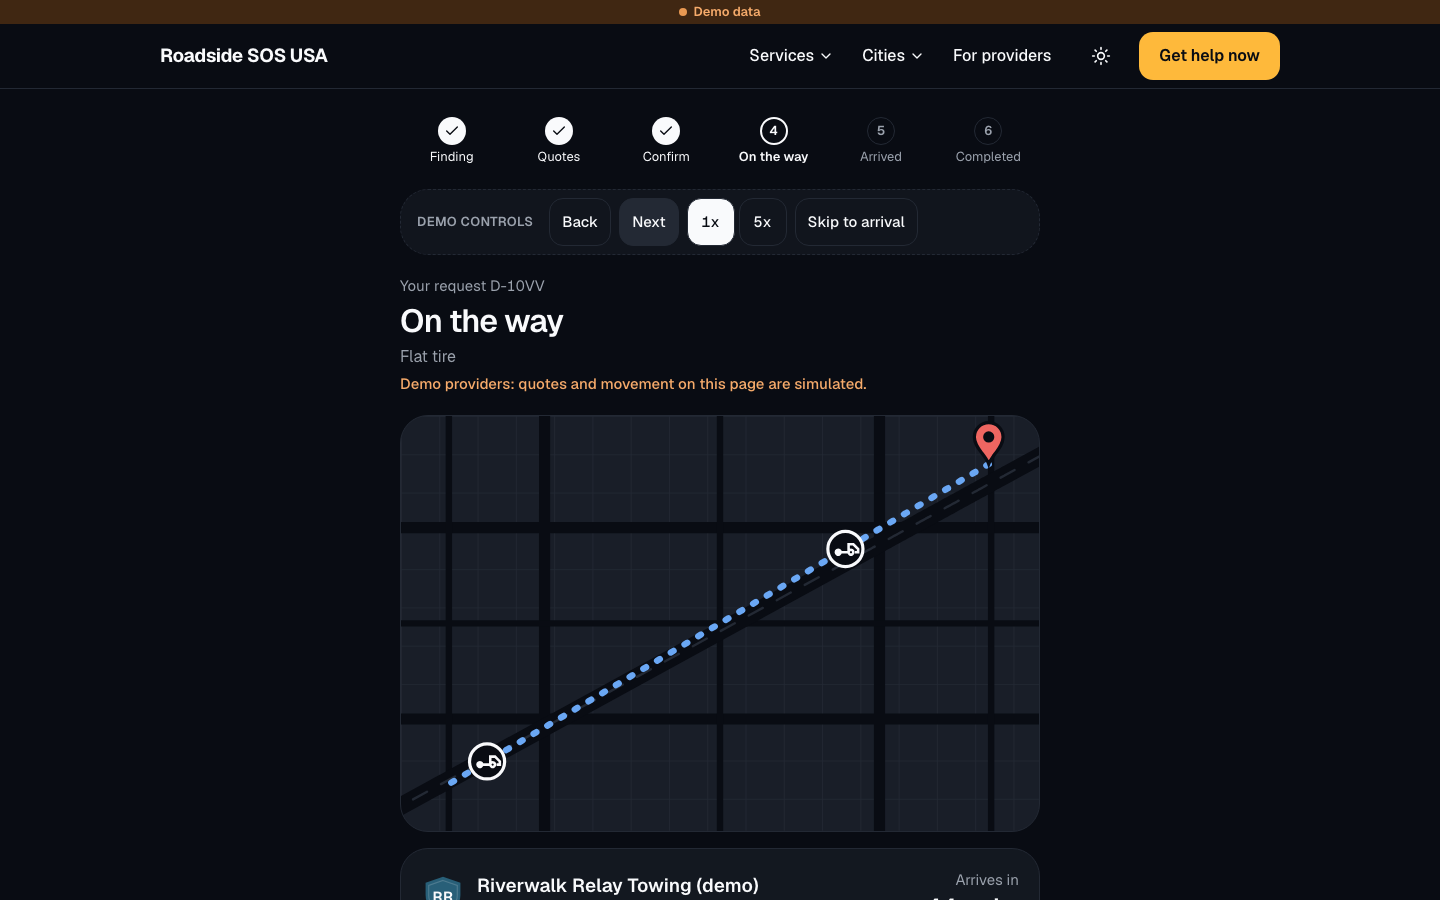 Demo data
Roadside SOS USA
Services
Cities
For providers
Get help now
4
5
6
Finding
Quotes
Confirm
On the way
Arrived
Completed
DEMO CONTROLS
Back
Next
1x
5x
Skip to arrival
Your request D-10VV
On the way
Flat tire
Demo providers: quotes and movement on this page are simulated.
RR
Riverwalk Relay Towing (demo)
Arrives in